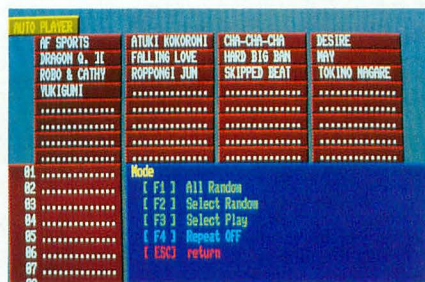 AUTO PLAYER
AF SPORTS ATUKI KOKORONI CHA-CHA-CHA DESIRE
DRAGON Q. ][ FALLING LOVE HARD BIG BAN MAY
ROBO & CATHY ROPPONGI JUN SKIPPED BEAT TOKINO NAGARE
YUKIGUNI ............. ............. .............
............. ............. ............. .............
............. ............. ............. .............
............. ............. ............. .............
............. ............. ............. .............
01 ............. Mode
02 ............. [ F1 ] All Random
03 ............. [ F2 ] Select Random
04 ............. [ F3 ] Select Play
05 ............. [ F4 ] Repeat OFF
06 ............. [ ESC] return
07 .............